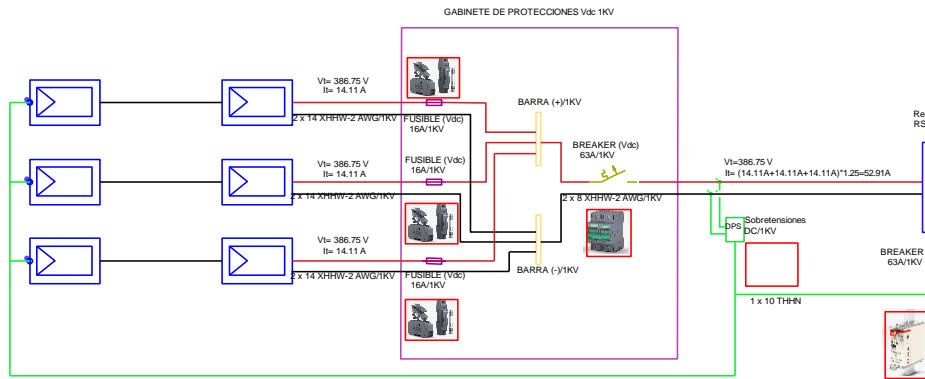 GABINETE DE PROTECCIONES Vdc 1KV
Vt= 386.75 V
It= 14.11 A
2 x 14 XHHW-2 AWG/1KV
FUSIBLE (Vdc)
16A/1KV
BARRA (+)/1KV
Vt= 386.75 V
It= 14.11 A
2 x 14 XHHW-2 AWG/1KV
FUSIBLE (Vdc)
16A/1KV
BREAKER (Vdc)
63A/1KV
2 x 8 XHHW-2 AWG/1KV
Vt=386.75 V
It= (14.11A+14.11A+14.11A)*1.25=52.91A
Re
RS
Vt= 386.75 V
It= 14.11 A
2 x 14 XHHW-2 AWG/1KV
FUSIBLE (Vdc)
16A/1KV
BARRA (-)/1KV
DPS
Sobretensiones
DC/1KV
BREAKER
63A/1KV
1 x 10 THHN